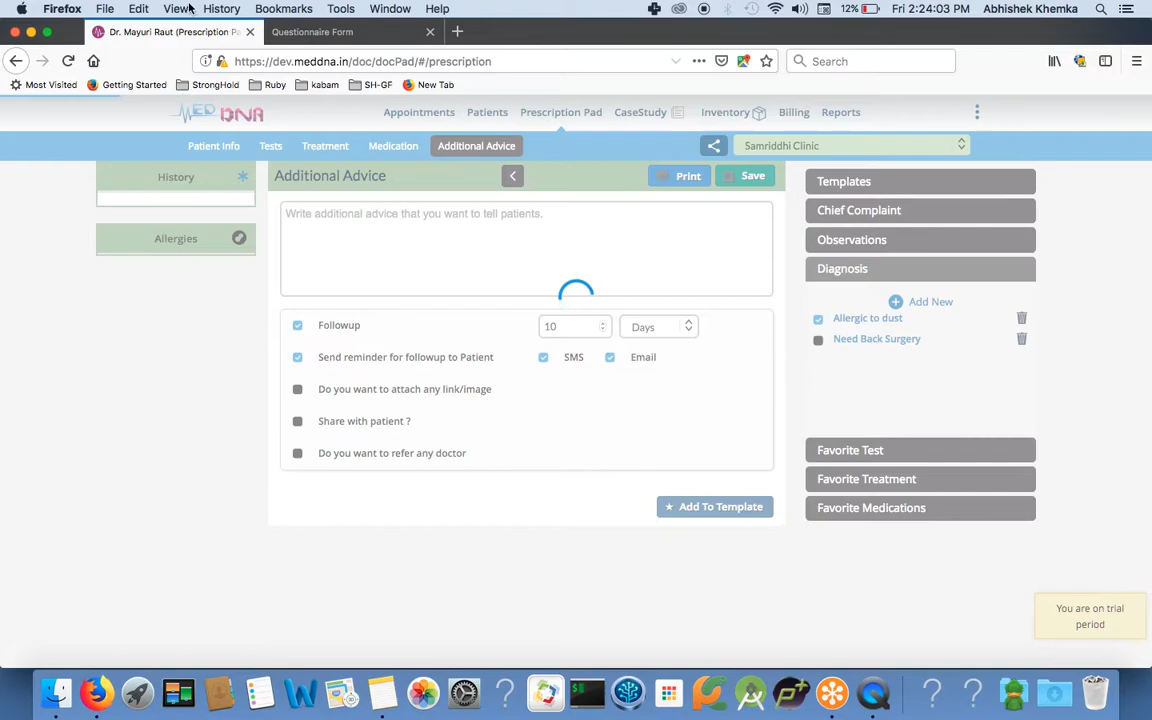 Firefox File Edit View History Bookmarks Tools Window Help 12% Fri 2:24:03 PM Abhishek Khemka
Dr. Mayuri Raut (Prescription Pa Questionnaire Form
https://dev.meddna.in/doc/docPad/#/prescription Search
Most Visited Getting Started StrongHold Ruby kabam SH-GF New Tab
MED DNA Appointments Patients Prescription Pad CaseStudy Inventory Billing Reports
Patient Info Tests Treatment Medication Additional Advice Samriddhi Clinic
History Additional Advice Print Save Templates
Write additional advice that you want to tell patients. Chief Complaint
Allergies Observations
Diagnosis
Add New
Followup 10 Days Allergic to dust
Need Back Surgery
Send reminder for followup to Patient SMS Email
Do you want to attach any link/image
Share with patient ?
Do you want to refer any doctor Favorite Test
Favorite Treatment
Add To Template Favorite Medications
You are on trial
period